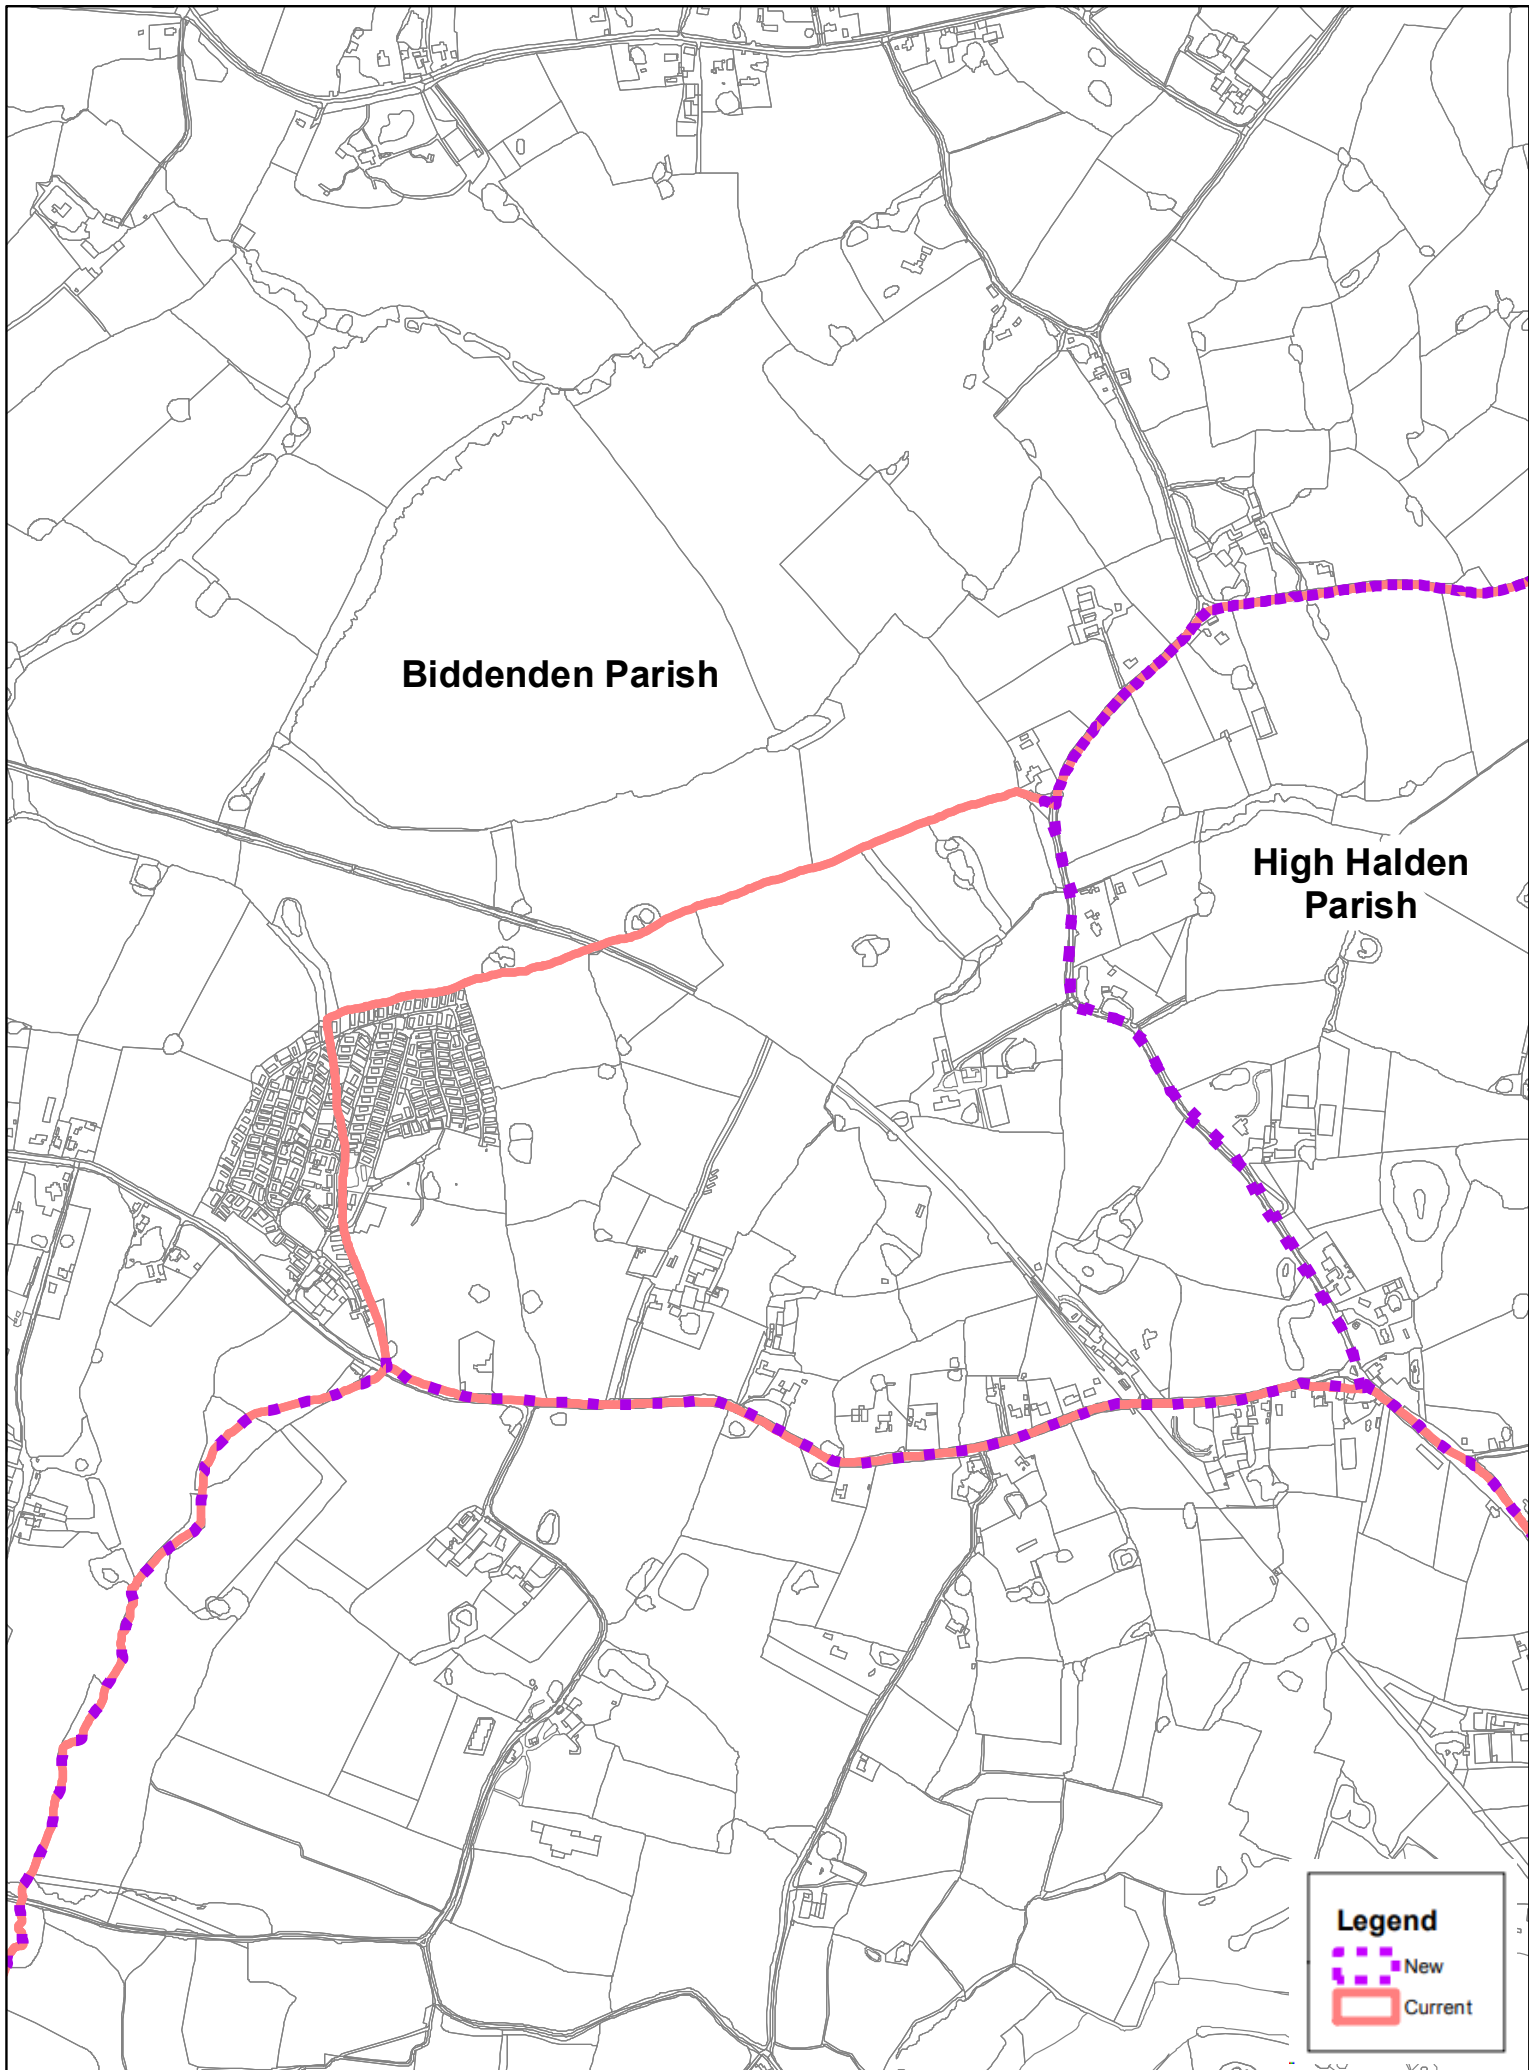 Biddenden Parish
High Halden
Parish
Legend
New
Current